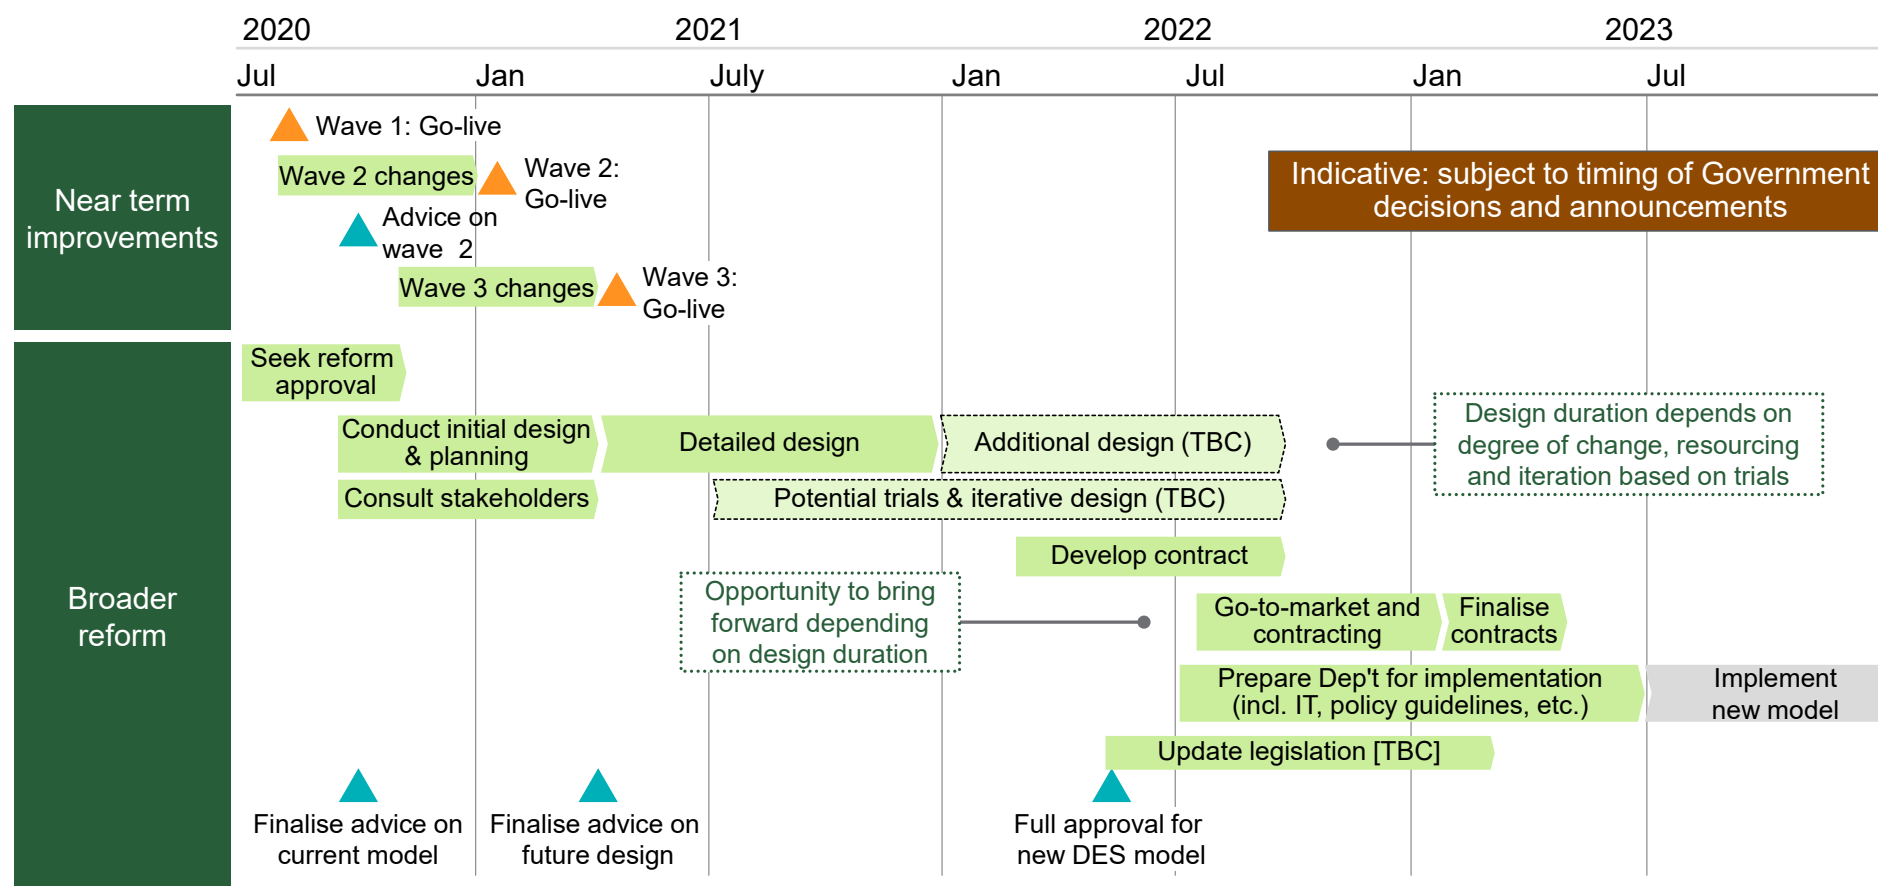 2020 2021 2022 2023
Jul Jan July Jan Jul Jan Jul
Near term
improvements
Wave 1: Go-live
Wave 2 changes
Wave 2:
Go-live
Advice on
wave 2
Wave 3 changes
Wave 3:
Go-live
Indicative: subject to timing of Government
decisions and announcements
Broader
reform
Seek reform
approval
Conduct initial design
& planning
Detailed design
Additional design (TBC)
Design duration depends on
degree of change, resourcing
and iteration based on trials
Consult stakeholders
Potential trials & iterative design (TBC)
Develop contract
Opportunity to bring
forward depending
on design duration
Go-to-market and
contracting
Finalise
contracts
Prepare Dep't for implementation
(incl. IT, policy guidelines, etc.)
Implement
new model
Update legislation [TBC]
Finalise advice on
current model
Finalise advice on
future design
Full approval for
new DES model